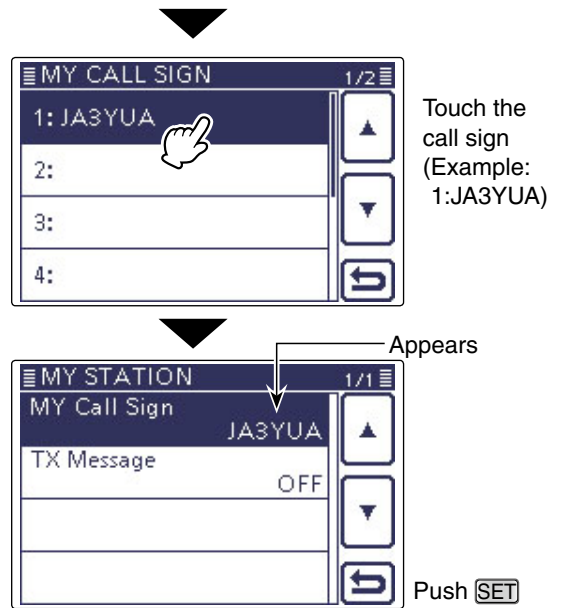 MY CALL SIGN 1/2
1: JA3YUA
2:
3:
4:
Touch the
call sign
(Example:
1:JA3YUA)
Appears
MY STATION 1/1
MY Call Sign
JA3YUA
TX Message
OFF
Push SET